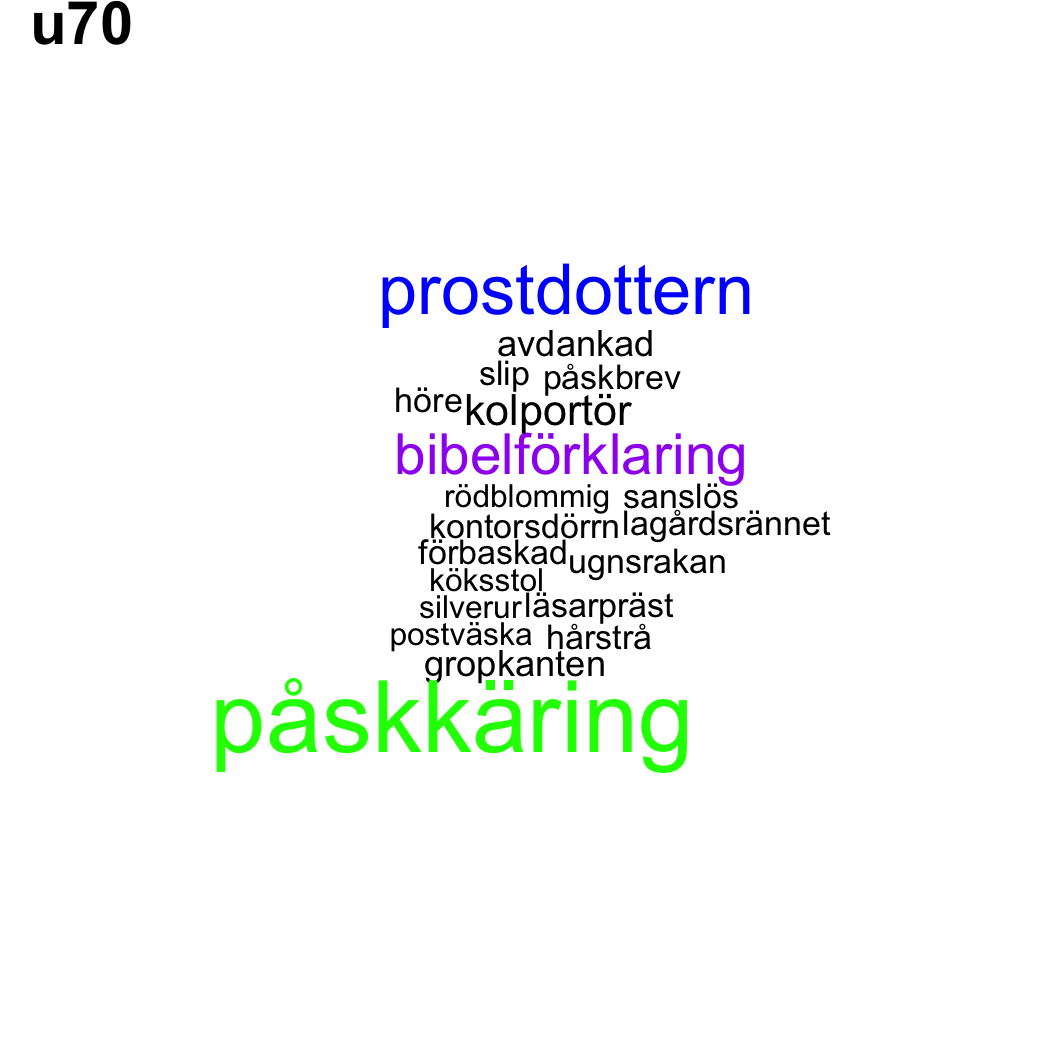 u70
prostdottern
avdankad
slip påskbrev
höre kolportör
bibelförklaring
rödblommig sanslös
kontorsdörrn lagårdsrännet
förbaskad ugnsrakan
köksstol
silverur läsarpräst
postväska hårstrå
gropkanten
påskkäring